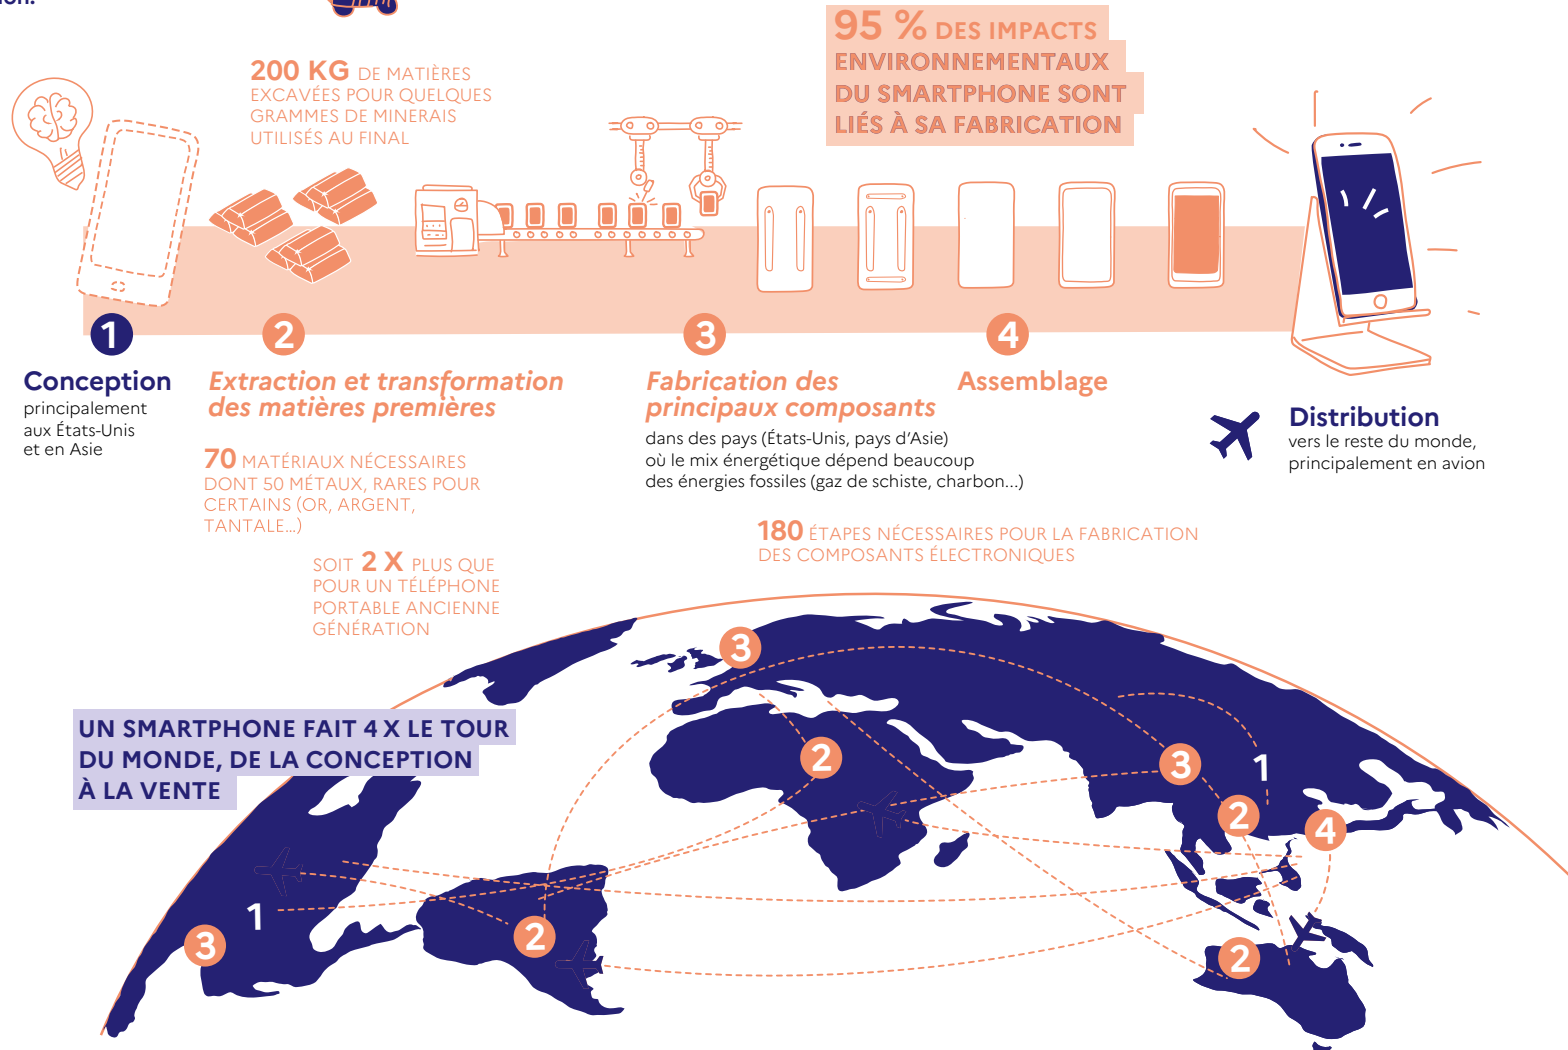 200 KG DE MATIÈRES
EXCAVÉES POUR QUELQUES
GRAMMES DE MINERAIS
UTILISÉS AU FINAL
95 % DES IMPACTS
ENVIRONNEMENTAUX
DU SMARTPHONE SONT
LIÉS À SA FABRICATION
1
Conception
principalement
aux États-Unis
et en Asie
2
Extraction et transformation
des matières premières
70 MATÉRIAUX NÉCESSAIRES
DONT 50 MÉTAUX, RARES POUR
CERTAINS (OR, ARGENT,
TANTALE...)
SOIT 2 X PLUS QUE
POUR UN TÉLÉPHONE
PORTABLE ANCIENNE
GÉNÉRATION
3
Fabrication des
principaux composants
dans des pays (États-Unis, pays d’Asie)
où le mix énergétique dépend beaucoup
des énergies fossiles (gaz de schiste, charbon...)
180 ÉTAPES NÉCESSAIRES POUR LA FABRICATION
DES COMPOSANTS ÉLECTRONIQUES
4
Assemblage
Distribution
vers le reste du monde,
principalement en avion
UN SMARTPHONE FAIT 4 X LE TOUR
DU MONDE, DE LA CONCEPTION
À LA VENTE
3
2
3
1
2
4
1
3
2
2